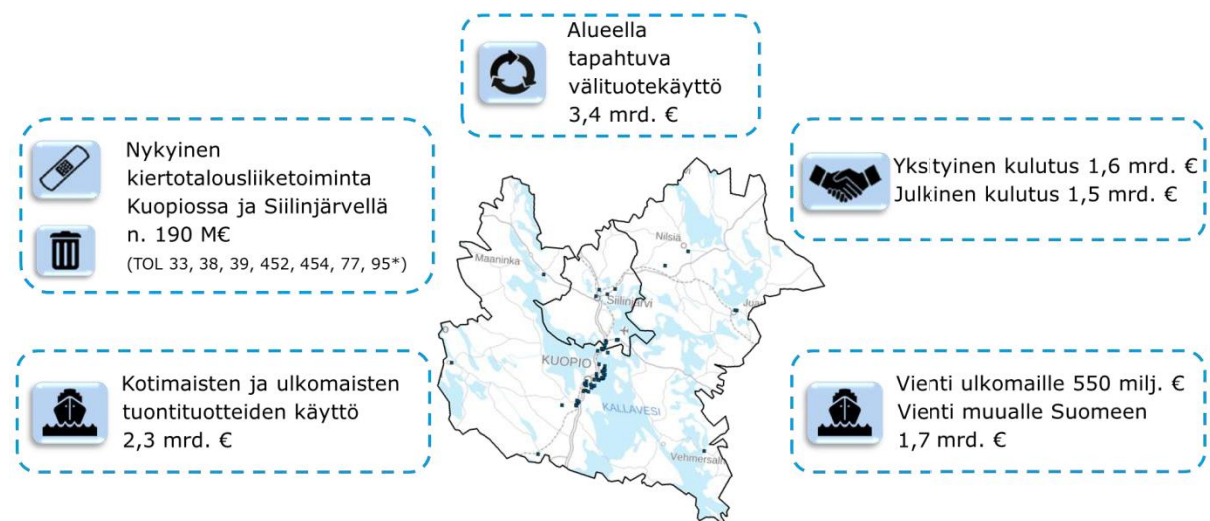 Alueella
tapahtuva
välituotekäyttö
3,4 mrd. €
Nykyinen
kiertotalousliiketoiminta
Kuopiossa ja Siilinjärvellä
n. 190 M€
(TOL 33, 38, 39, 452, 454, 77, 95*)
Yksityinen kulutus 1,6 mrd. €
Julkinen kulutus 1,5 mrd. €
Nilsiä
Maaninka
Siilinjärvi
Juan
KUOPIO
KALLAVESI
Vehmersalm
Kotimaisten ja ulkomaisten
tuontituotteiden käyttö
2,3 mrd. €
Vienti ulkomaille 550 milj. €
Vienti muualle Suomeen
1,7 mrd. €